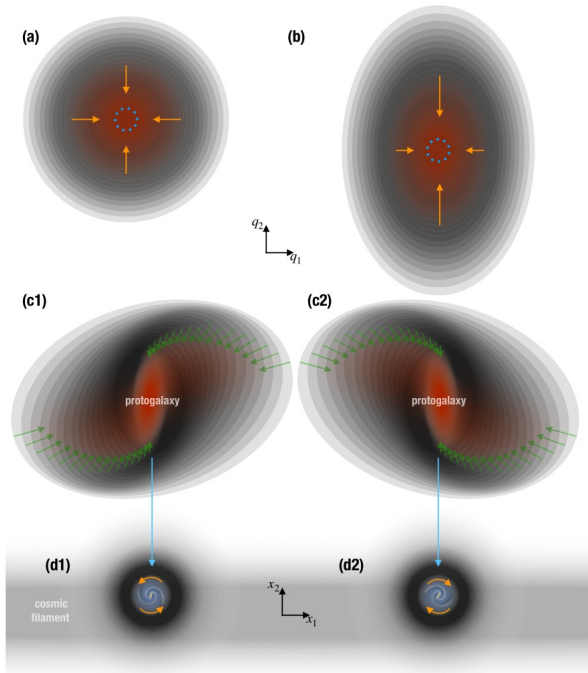 (a)
(b)
q2
q1
(c1)
(c2)
protogalaxy
protogalaxy
(d1)
(d2)
x2
x1
cosmic
filament